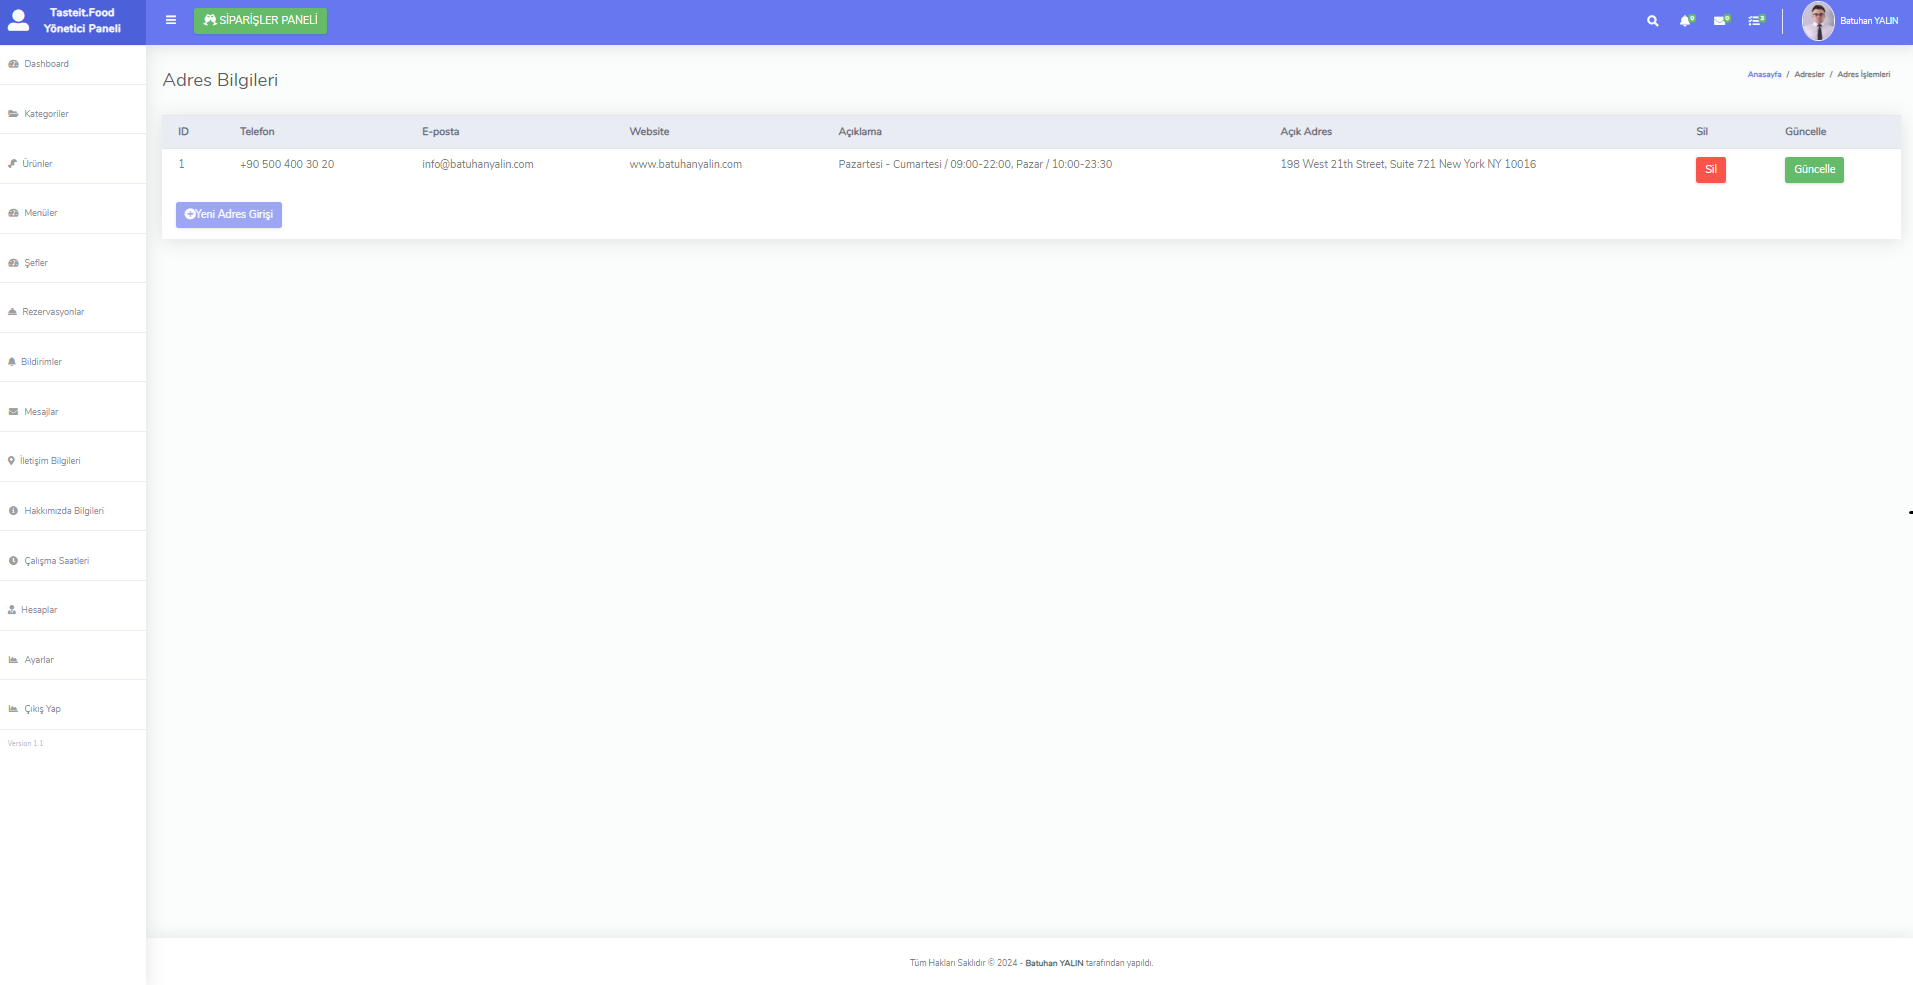 Tasteit.Food
Yönetici Paneli
SİPARİŞLER PANELİ
0
0
3
Batuhan YALIN
Dashboard
Kategoriler
Ürünler
Menüler
Şefler
Rezervasyonlar
Bildirimler
Mesajlar
İletişim Bilgileri
Hakkımızda Bilgileri
Çalışma Saatleri
Hesaplar
Ayarlar
Çıkış Yap
Version 1.1
Adres Bilgileri
Anasayfa / Adresler / Adres İşlemleri
ID Telefon E-posta Website Açıklama Açık Adres Sil Güncelle
1 +90 500 400 30 20 info@batuhanyalin.com www.batuhanyalin.com Pazartesi - Cumartesi / 09:00-22:00, Pazar / 10:00-23:30 198 West 21th Street, Suite 721 New York NY 10016 Sil Güncelle
Yeni Adres Girişi
Tüm Hakları Saklıdır © 2024 - Batuhan YALIN tarafından yapıldı.